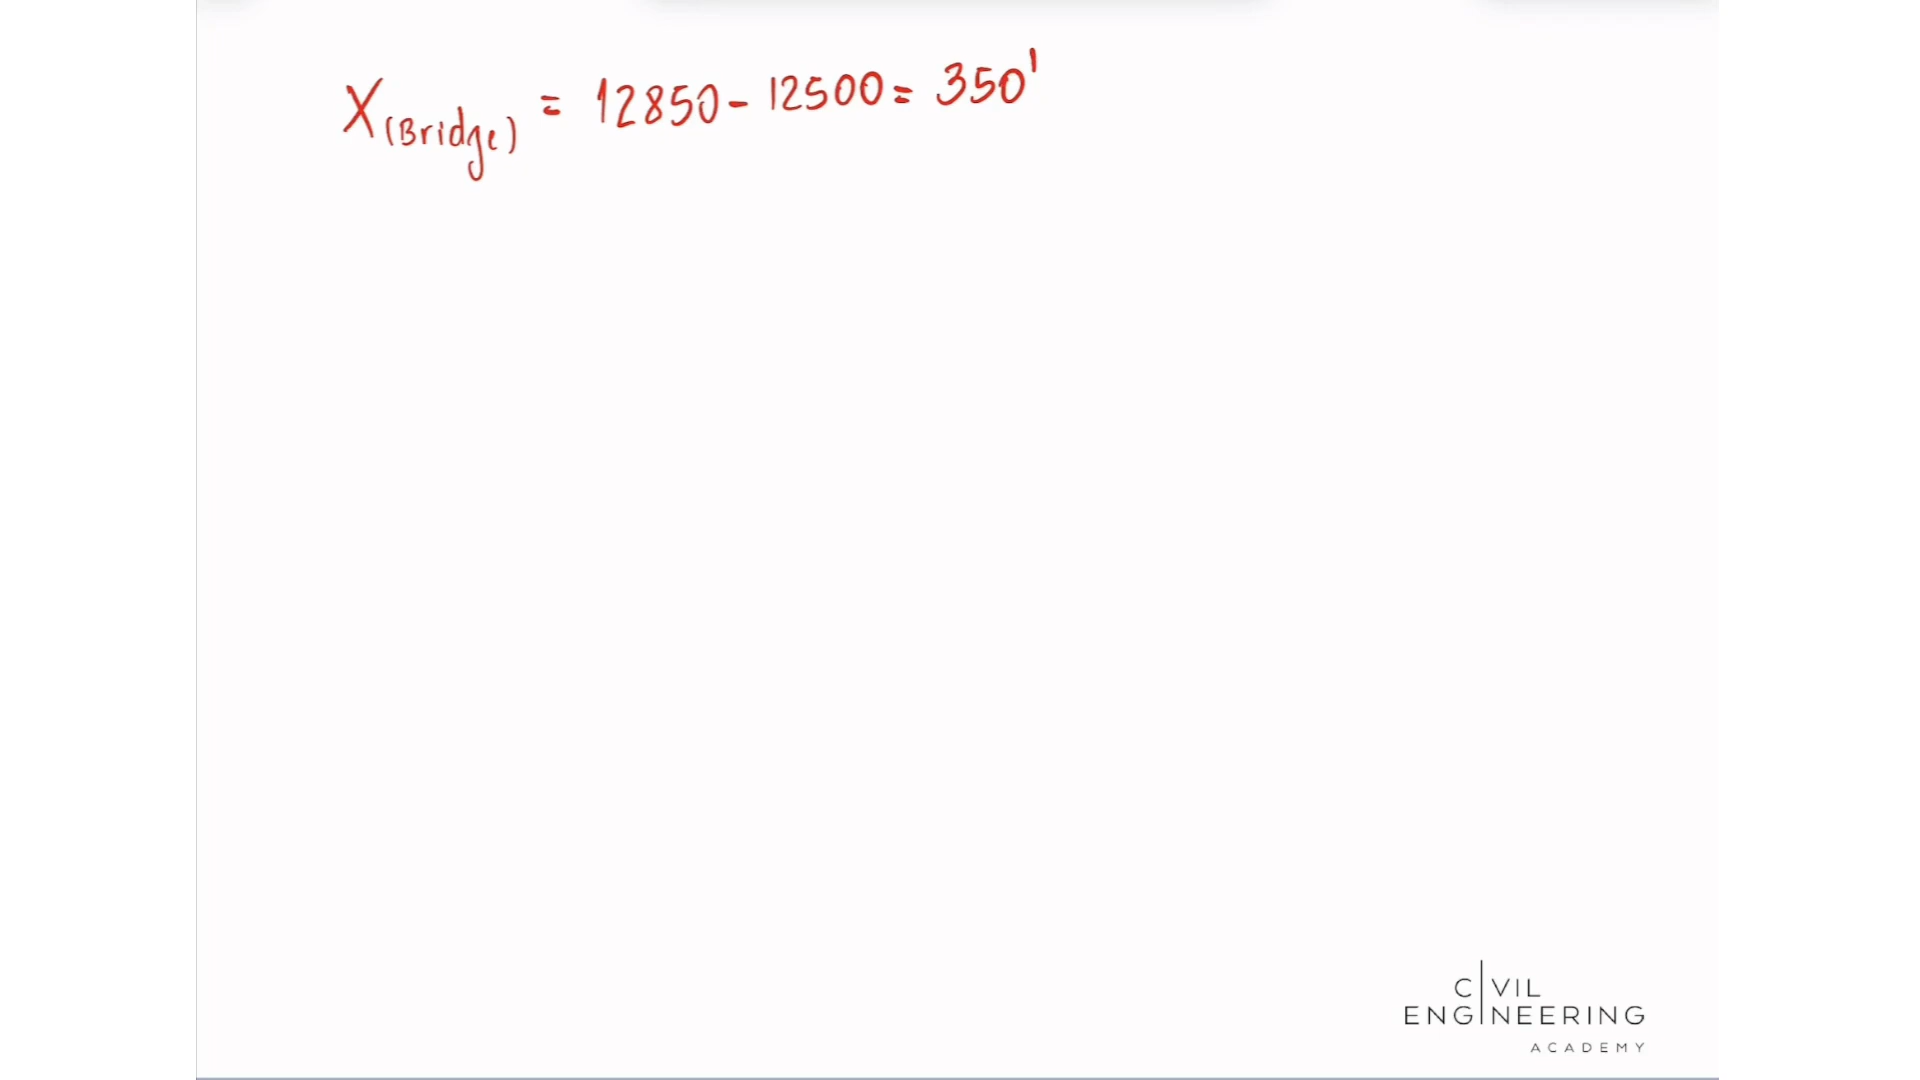 X(Bridge) = 12850 - 12500 = 350'
CIVIL
ENGINEERING
ACADEMY